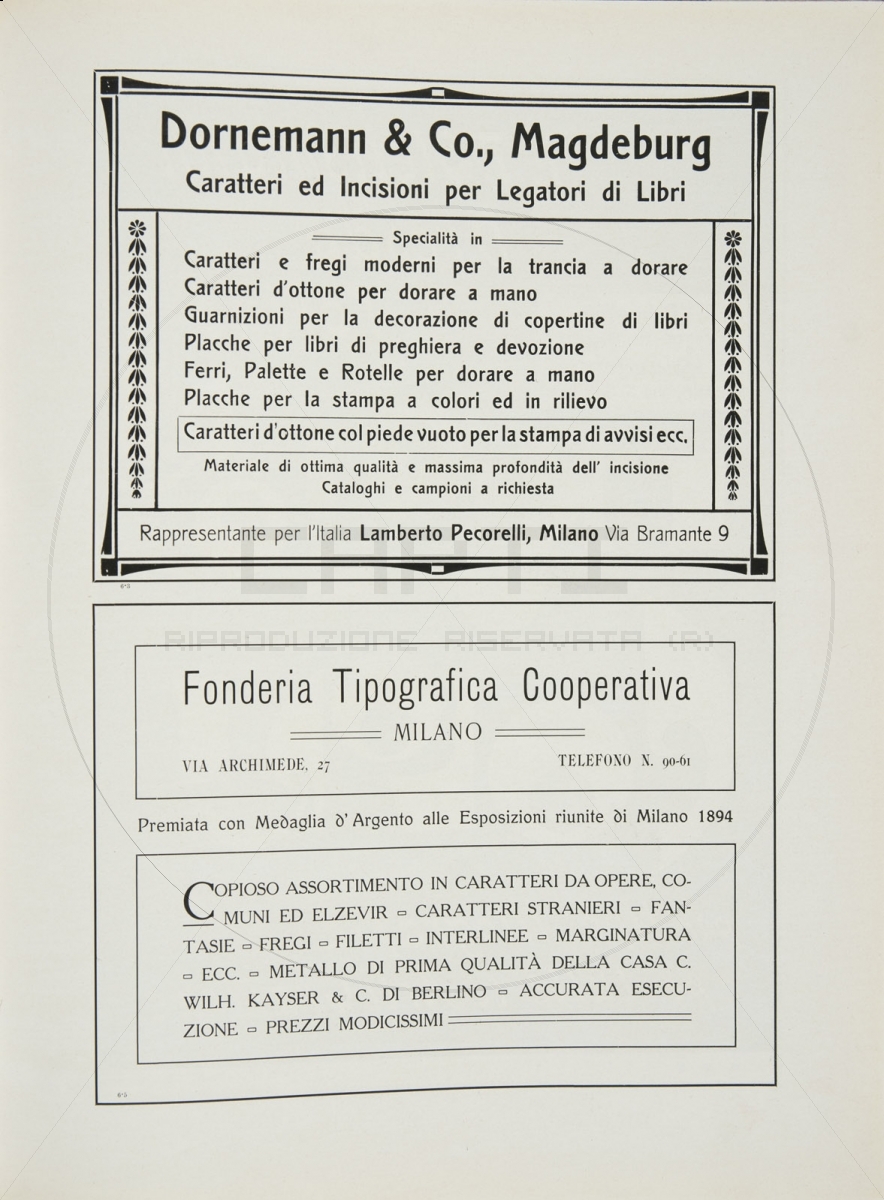 Dornemann & Co., Magdeburg
Caratteri ed Incisioni per Legatori di Libri
Specialità in
Caratteri e fregi moderni per la trancia a dorare
Caratteri d'ottone per dorare a mano
Guarnizioni per la decorazione di copertine di libri
Placche per libri di preghiera e devozione
Ferri, Palette e Rotelle per dorare a mano
Placche per la stampa a colori ed in rilievo
Caratteri d'ottone col piede vuoto per la stampa di avvisi ecc.
Materiale di ottima qualità e massima profondità dell' incisione
Cataloghi e campioni a richiesta
Rappresentante per l'Italia Lamberto Pecorelli, Milano Via Bramante 9
RIPRODUZIONE RISERVATA (R)
Fonderia Tipografica Cooperativa
MILANO
VIA ARCHIMEDE, 27 TELEFONO N. 90-61
Premiata con Medaglia d'Argento alle Esposizioni riunite di Milano 1894
COPIOSO ASSORTIMENTO IN CARATTERI DA OPERE, CO-
MUNI ED ELZEVIR = CARATTERI STRANIERI = FAN-
TASIE = FREGI = FILETTI = INTERLINEE = MARGINATURA
= ECC. = METALLO DI PRIMA QUALITÀ DELLA CASA C.
WILH. KAYSER & C. DI BERLINO = ACCURATA ESECU-
ZIONE = PREZZI MODICISSIMI